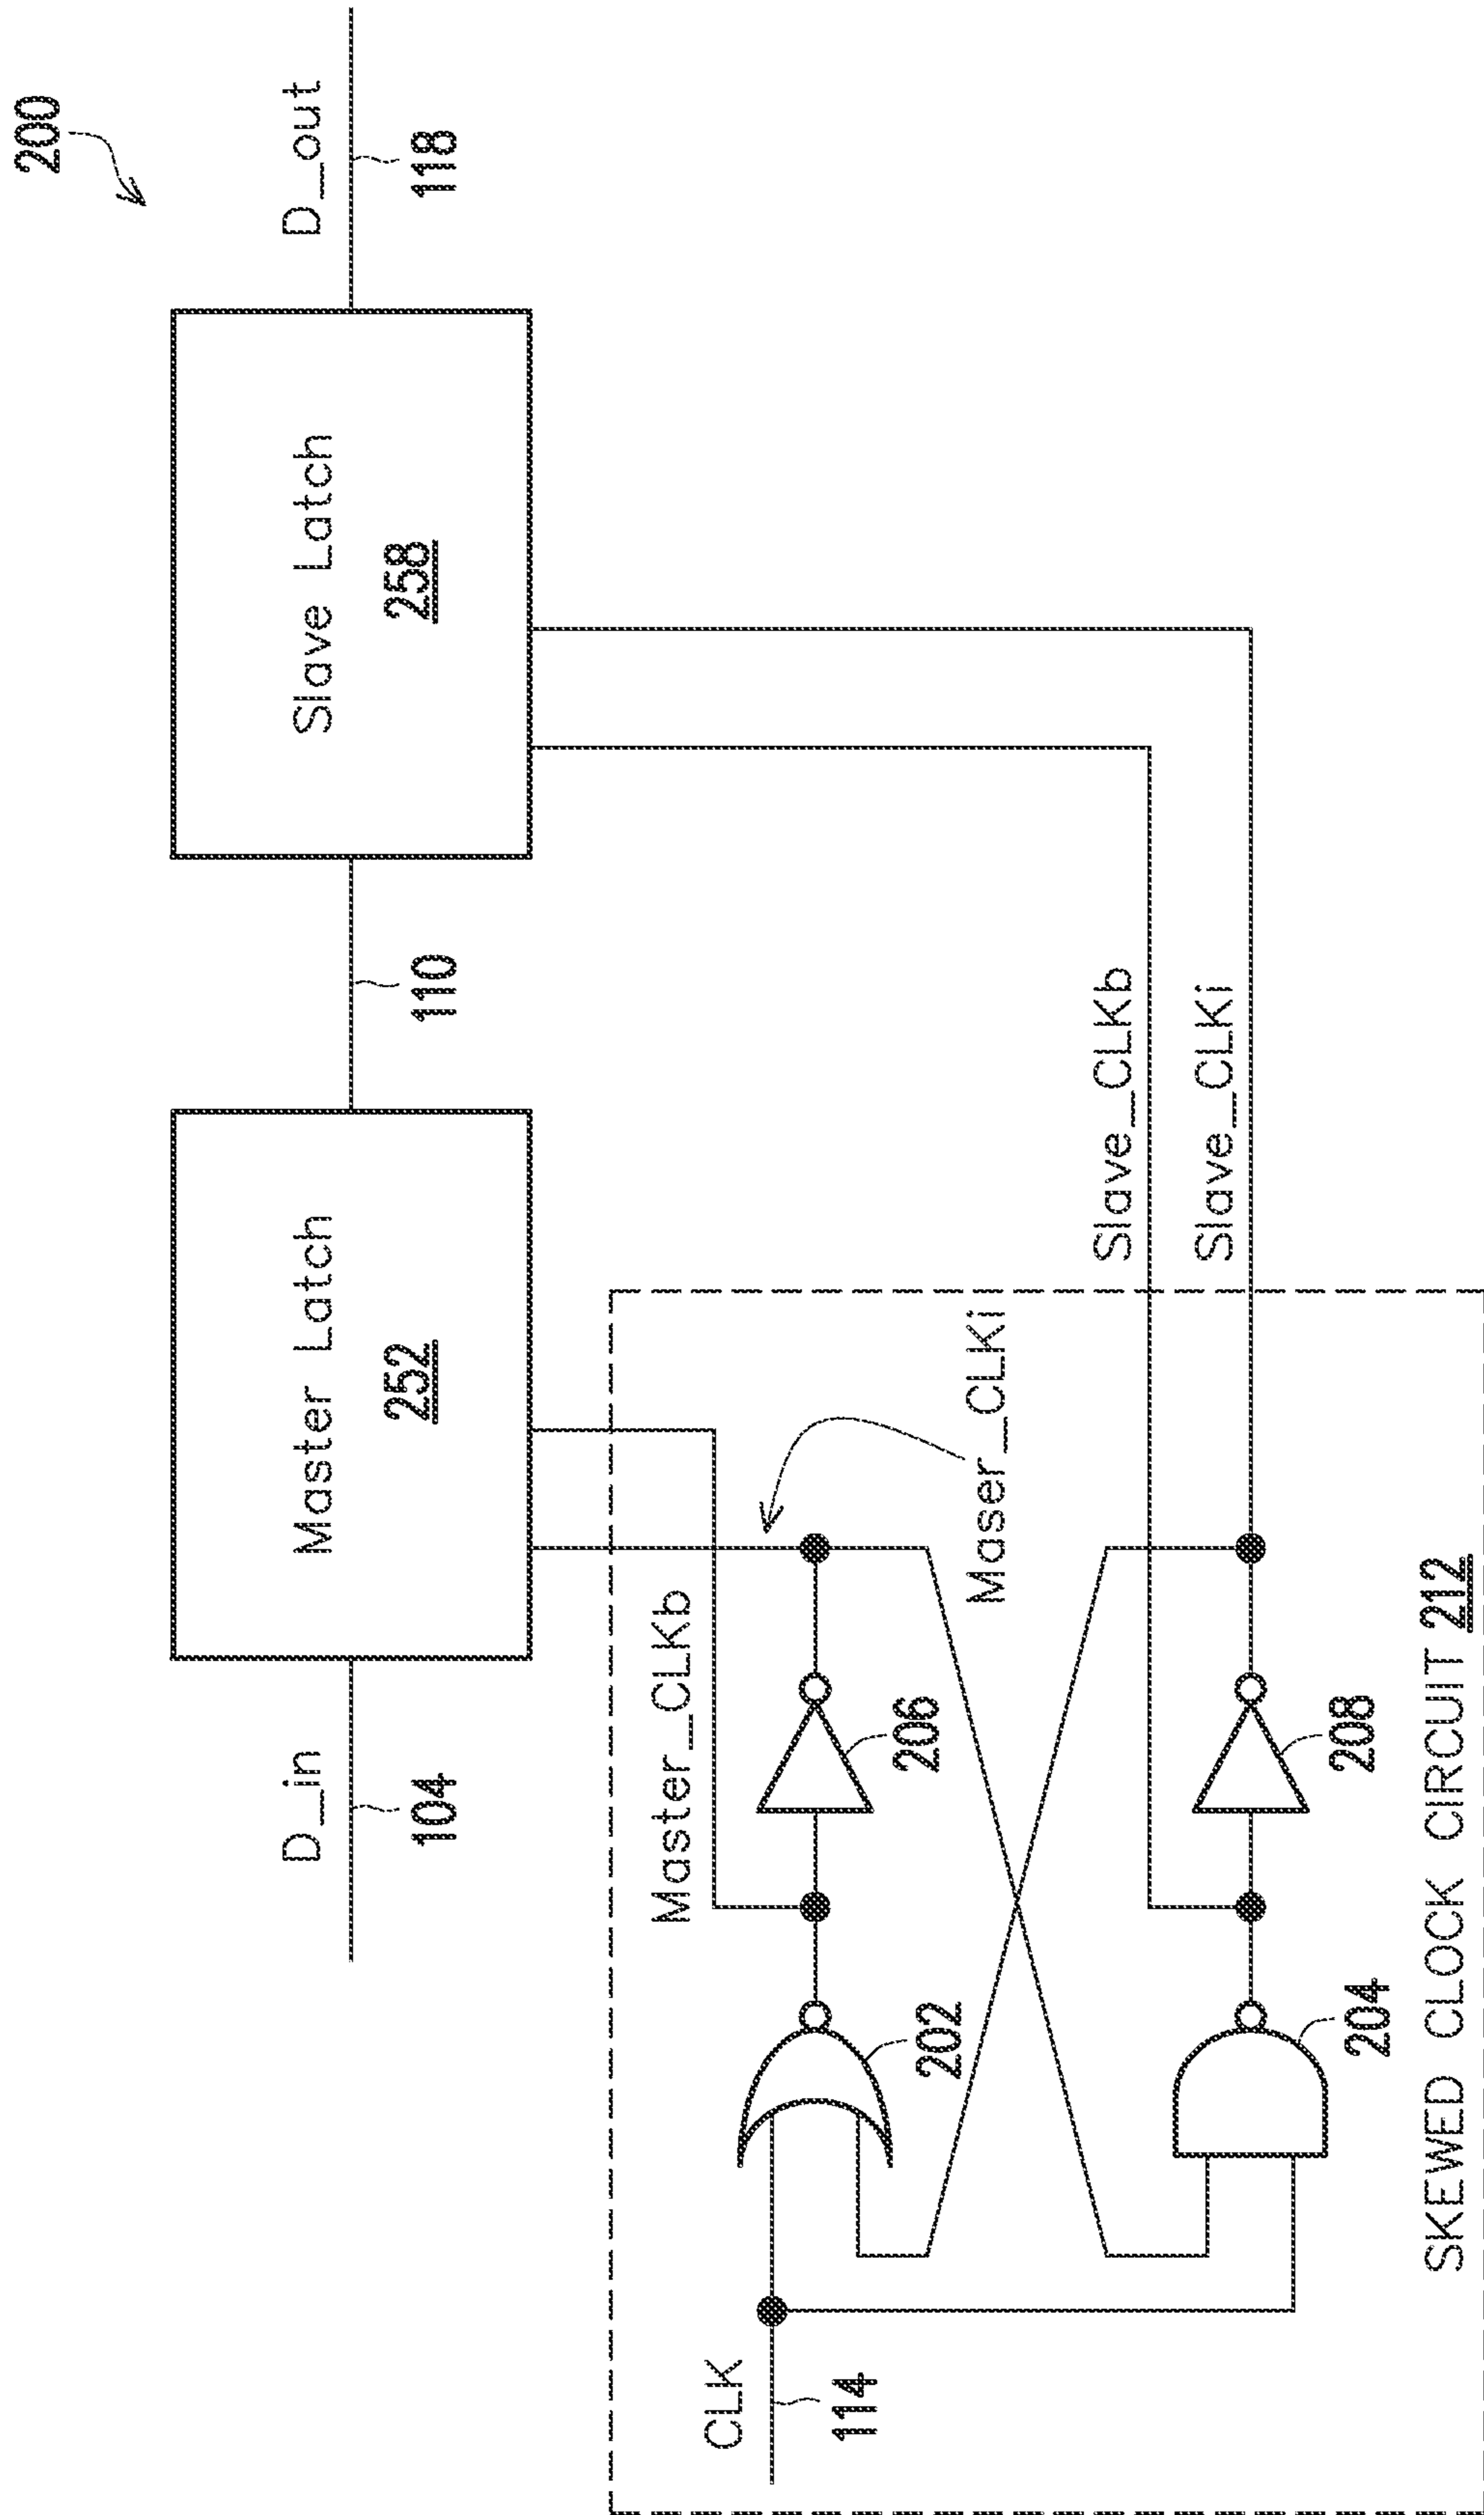 200
D_in
104
Master Latch
252
110
Slave Latch
258
D_out
118
CLK
114
202
Master_CLKb
206
Maser_CLKi
204
208
Slave_CLKb
Slave_CLKi
SKEWED CLOCK CIRCUIT 212